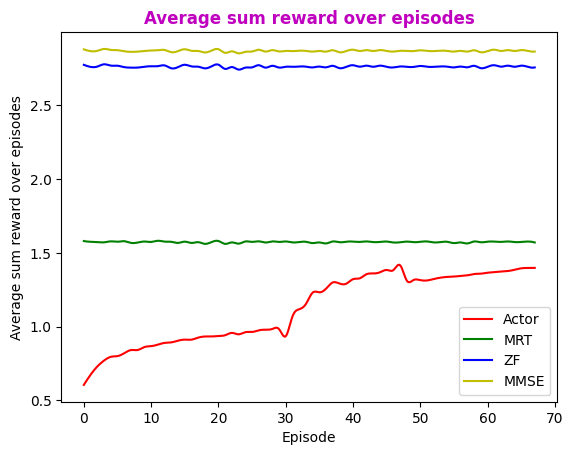 Average sum reward over episodes
Average sum reward over episodes
2.5
2.0
1.5
1.0
0.5
0
10
20
30
40
50
60
70
Episode
Actor
MRT
ZF
MMSE